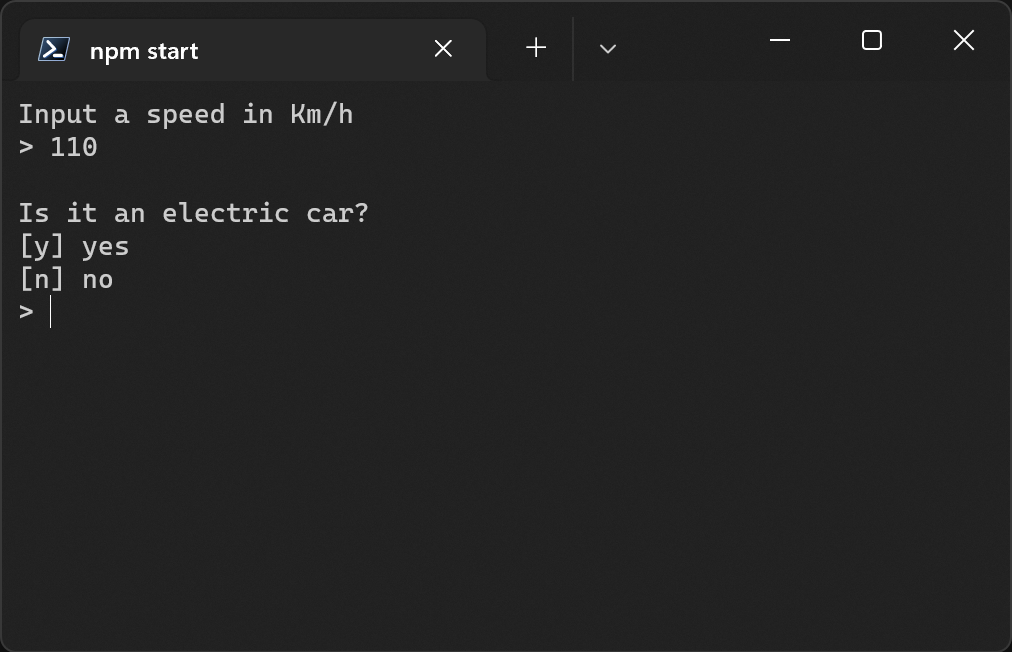 npm start
Input a speed in Km/h
> 110
Is it an electric car?
[y] yes
[n] no
>